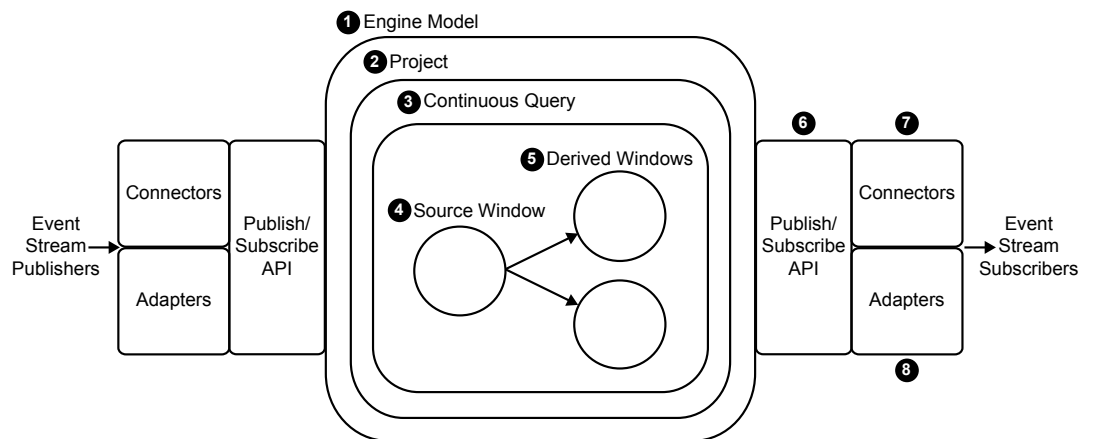 1 Engine Model
2 Project
3 Continuous Query
6
7
5 Derived Windows
Connectors
Connectors
4 Source Window
Event
Stream
Publishers
Publish/
Subscribe
API
Publish/
Subscribe
API
Event
Stream
Subscribers
Adapters
Adapters
8